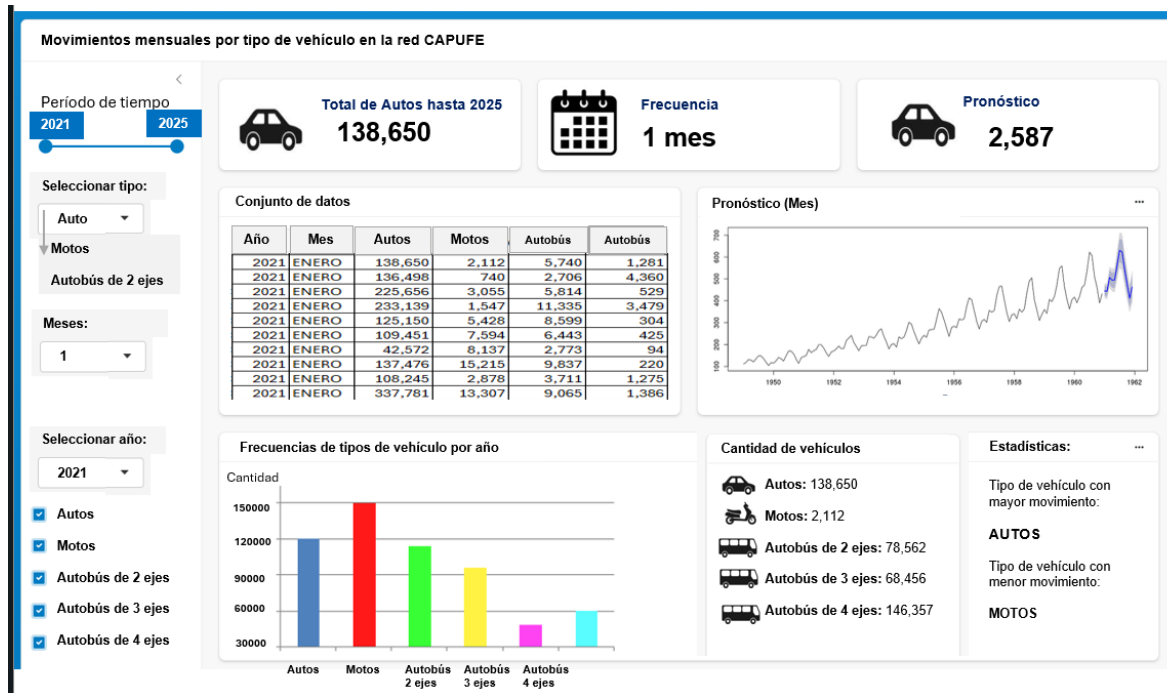 Movimientos mensuales por tipo de vehículo en la red CAPUFE
Período de tiempo
2021
2025
Seleccionar tipo:
Auto
Motos
Autobús de 2 ejes
Meses:
1
Seleccionar año:
2021
Autos
Motos
Autobús de 2 ejes
Autobús de 3 ejes
Autobús de 4 ejes
Total de Autos hasta 2025
138,650
Frecuencia
1 mes
Pronóstico
2,587
Conjunto de datos
Año Mes Autos Motos Autobús Autobús
2021 ENERO 138,650 2,112 5,740 1,281
2021 ENERO 136,498 740 2,706 4,360
2021 ENERO 225,656 3,055 5,814 529
2021 ENERO 233,139 1,547 11,335 3,479
2021 ENERO 125,150 5,428 8,599 304
2021 ENERO 109,451 7,594 6,443 425
2021 ENERO 42,572 8,137 2,773 94
2021 ENERO 137,476 15,215 9,837 220
2021 ENERO 108,245 2,878 3,711 1,275
2021 ENERO 337,781 13,307 9,065 1,386
Pronóstico (Mes)
700
600
500
400
300
200
100
1950 1952 1954 1956 1958 1960 1962
Frecuencias de tipos de vehículo por año
Cantidad
150000
120000
90000
60000
30000
Autos Motos Autobús Autobús Autobús
2 ejes 3 ejes 4 ejes
Cantidad de vehículos
Autos: 138,650
Motos: 2,112
Autobús de 2 ejes: 78,562
Autobús de 3 ejes: 68,456
Autobús de 4 ejes: 146,357
Estadísticas:
Tipo de vehículo con
mayor movimiento:
AUTOS
Tipo de vehículo con
menor movimiento:
MOTOS